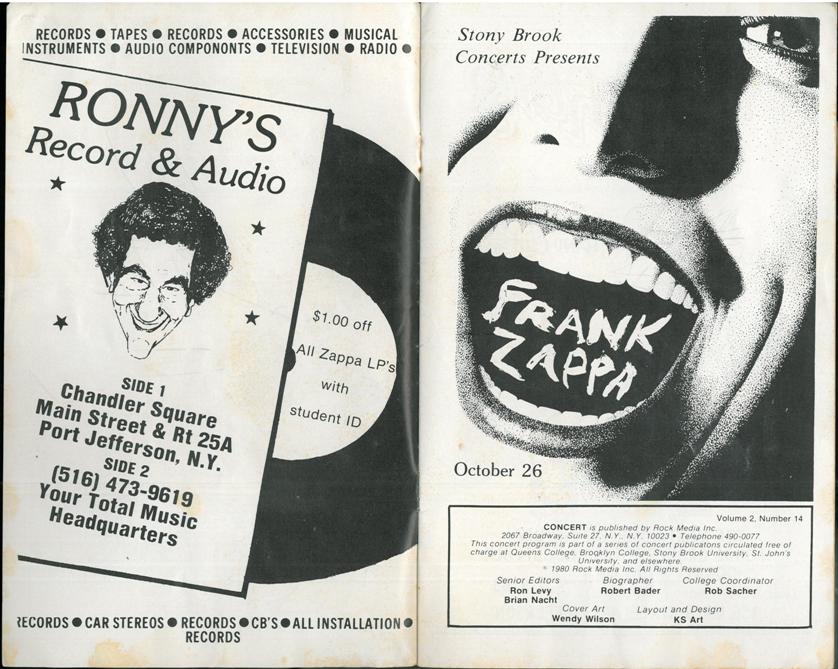 RECORDS ● TAPES ● RECORDS ● ACCESSORIES ● MUSICAL
INSTRUMENTS ● AUDIO COMPONONTS ● TELEVISION ● RADIO ●
RONNY'S
Record & Audio
$1.00 off
All Zappa LP's
with
student ID
SIDE 1
Chandler Square
Main Street & Rt 25A
Port Jefferson, N.Y.
SIDE 2
(516) 473-9619
Your Total Music
Headquarters
RECORDS ● CAR STEREOS ● RECORDS ● CB'S ● ALL INSTALLATION ●
RECORDS
Stony Brook
Concerts Presents
FRANK
ZAPPA
October 26
Volume 2, Number 14
CONCERT is published by Rock Media Inc.
2067 Broadway, Suite 27, N.Y., N.Y. 10023 • Telephone 490-0077
This concert program is part of a series of concert publicatons circulated free of
charge at Queens College, Brooklyn College, Stony Brook University, St. John's
University, and elsewhere.
© 1980 Rock Media Inc. All Rights Reserved
Senior Editors Biographer College Coordinator
Ron Levy Robert Bader Rob Sacher
Brian Nacht
Cover Art Layout and Design
Wendy Wilson KS Art